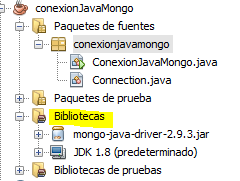 conexionJavaMongo
Paquetes de fuentes
conexionjavamongo
ConexionJavaMongo.java
Connection.java
Paquetes de prueba
Bibliotecas
mongo-java-driver-2.9.3.jar
JDK 1.8 (predeterminado)
Bibliotecas de pruebas